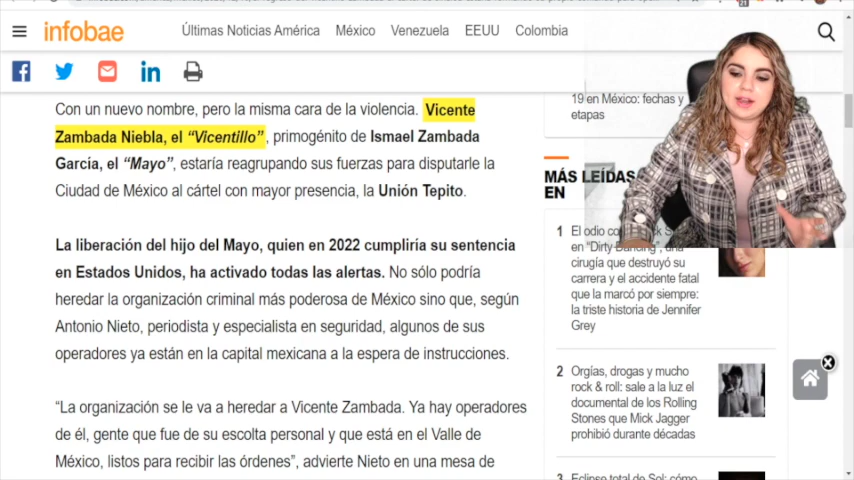 infobae
Últimas Noticias América México Venezuela EEUU Colombia
Con un nuevo nombre, pero la misma cara de la violencia. Vicente
Zambada Niebla, el “Vicentillo”, primogénito de Ismael Zambada
García, el “Mayo”, estaría reagrupando sus fuerzas para disputarle la
Ciudad de México al cártel con mayor presencia, la Unión Tepito.
La liberación del hijo del Mayo, quien en 2022 cumpliría su sentencia
en Estados Unidos, ha activado todas las alertas. No sólo podría
heredar la organización criminal más poderosa de México sino que, según
Antonio Nieto, periodista y especialista en seguridad, algunos de sus
operadores ya están en la capital mexicana a la espera de instrucciones.
“La organización se le va a heredar a Vicente Zambada. Ya hay operadores
de él, gente que fue de su escolta personal y que está en el Valle de
México, listos para recibir las órdenes”, advierte Nieto en una mesa de
19 en México: fechas y
etapas
MÁS LEÍDAS
EN
1 El odio
en “Dirty una
cirugía que destruyó su
carrera y el accidente fatal
que la marcó por siempre:
la triste historia de Jennifer
Grey
2 Orgías, drogas y mucho
rock & roll: sale a la luz el
documental de los Rolling
Stones que Mick Jagger
prohibió durante décadas
3 Eclipse total de Sol: cómo